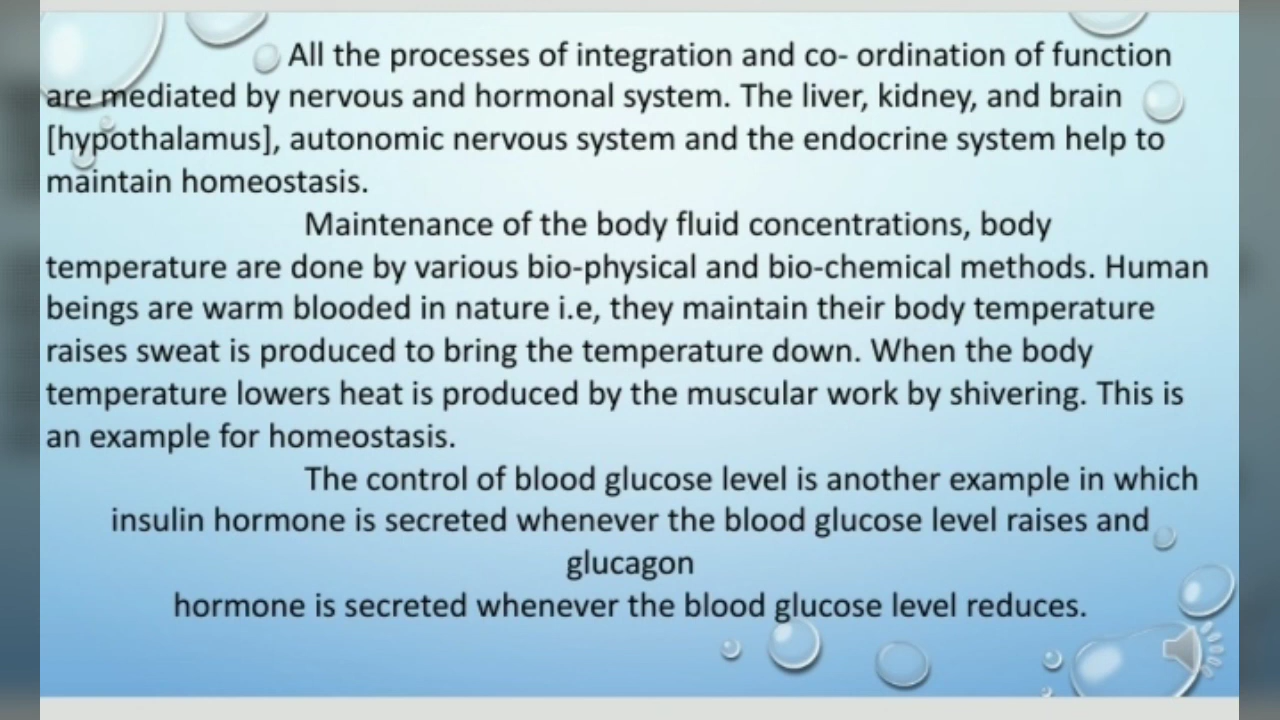 All the processes of integration and co- ordination of function
are mediated by nervous and hormonal system. The liver, kidney, and brain
[hypothalamus], autonomic nervous system and the endocrine system help to
maintain homeostasis.
Maintenance of the body fluid concentrations, body
temperature are done by various bio-physical and bio-chemical methods. Human
beings are warm blooded in nature i.e, they maintain their body temperature
raises sweat is produced to bring the temperature down. When the body
temperature lowers heat is produced by the muscular work by shivering. This is
an example for homeostasis.
The control of blood glucose level is another example in which
insulin hormone is secreted whenever the blood glucose level raises and
glucagon
hormone is secreted whenever the blood glucose level reduces.